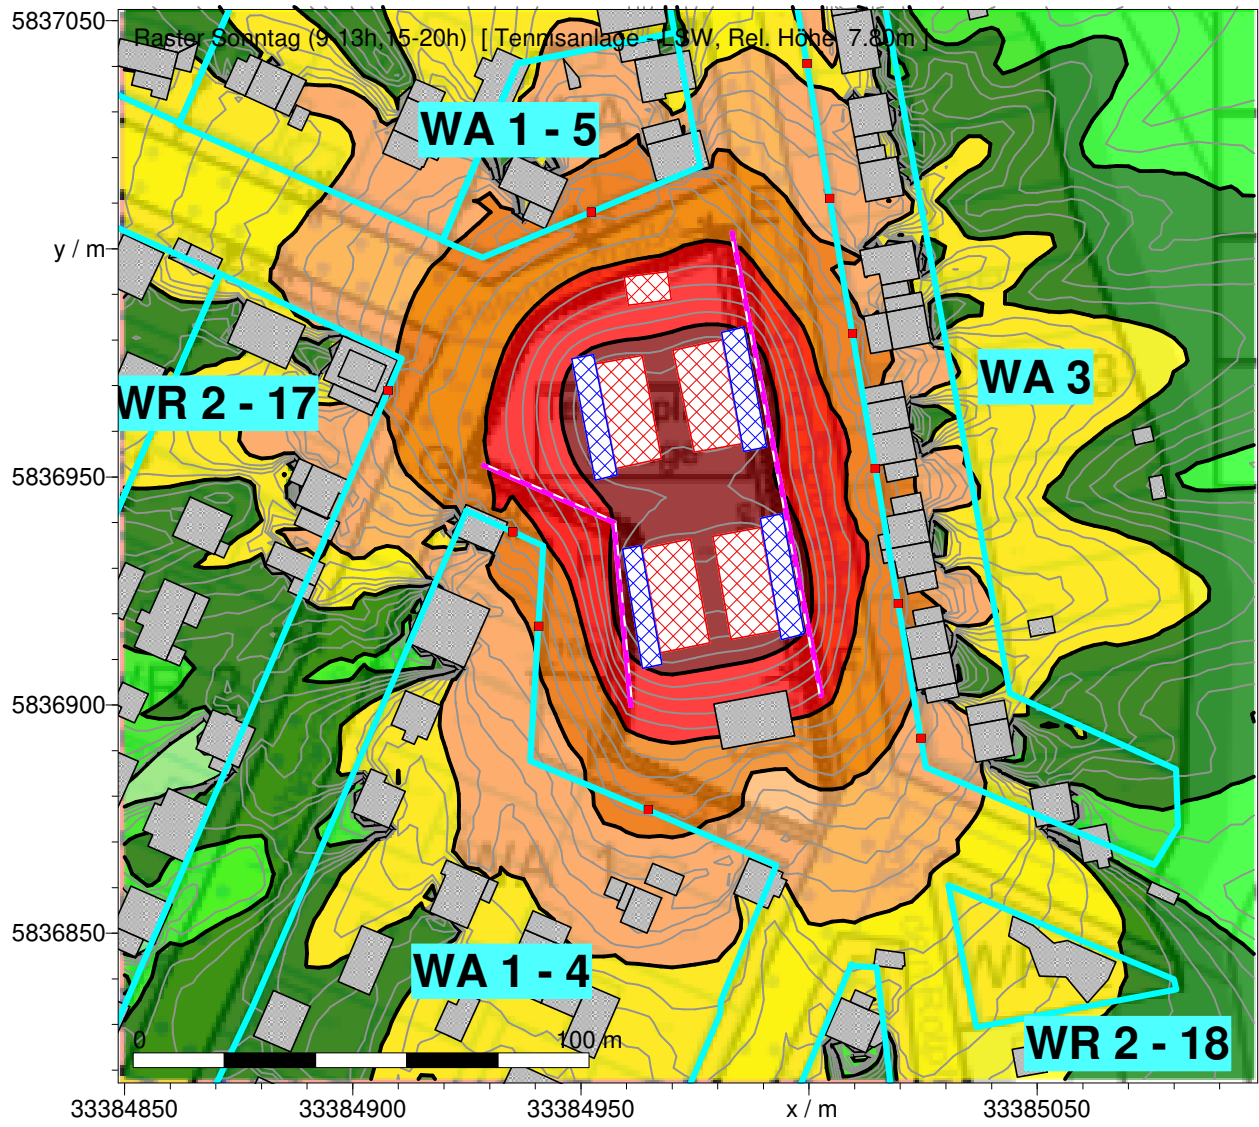 5837050
Raster Sonntag (9-13h,15-20h) [ Tennisanlage - LSW, Rel. Höhe 7.80m ]
WA 1 - 5
y / m
WA 3
WR 2 - 17
5836950
5836900
5836850
WA 1 - 4
WR 2 - 18
0
100 m
33384850
33384900
33384950
x / m
33385050